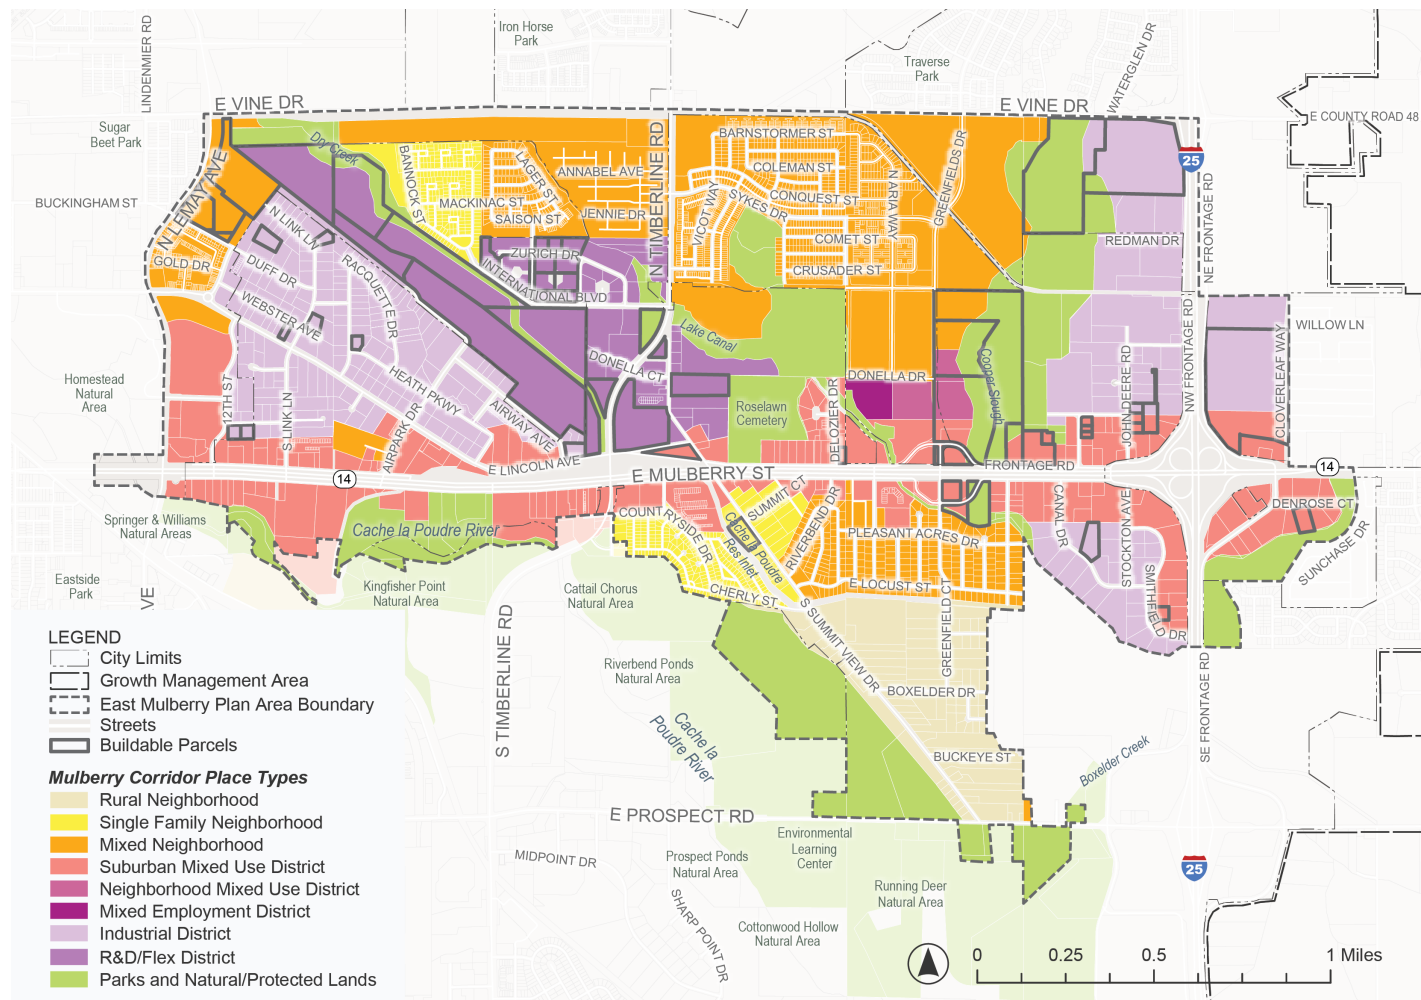 Iron Horse
Park
Traverse
Park
LINDENMIER RD
WATERGLEN DR
E VINE DR
E VINE DR
E COUNTY ROAD 48
Sugar
Beet Park
Dry Creek
BARNSTORMER ST
BANNOCK ST
LAGER ST
ANNABEL AVE
COLEMAN ST
GREENFIELDS DR
25
N LEMAY AVE
N TIMBERLINE RD
N ARIA WAY
NE FRONTAGE RD
BUCKINGHAM ST
MACKINAC ST
SAISON ST
JENNIE DR
VICOT WAY
SYKES DR
CONQUEST ST
N LINK LN
COMET ST
REDMAN DR
GOLD DR
DUFF DR
RACQUETTE DR
ZURICH DR
INTERNATIONAL BLVD
CRUSADER ST
WEBSTER AVE
Lake Canal
NW FRONTAGE RD
WILLOW LN
CLOVERLEAF WAY
Homestead
Natural
Area
12TH ST
S LINK LN
HEATH PKWY
DONELLA CT
DONELLA DR
Cooper Slough
JOHN DEERE RD
AIRPARK DR
AIRWAY AVE
Roselawn
Cemetery
DELOZIER DR
E LINCOLN AVE
E MULBERRY ST
FRONTAGE RD
14
14
Springer & Williams
Natural Areas
Cache la Poudre River
COUNTRYSIDE DR
SUMMIT CT
Cache la Poudre
Res Inlet
RIVERBEND DR
PLEASANT ACRES DR
CANAL DR
STOCKTON AVE
DENROSE CT
SUNCHASE DR
Eastside
Park
VE
Kingfisher Point
Natural Area
Cattail Chorus
Natural Area
CHERLY ST
E LOCUST ST
SMITHFIELD DR
S TIMBERLINE RD
S SUMMIT VIEW DR
GREENFIELD CT
Riverbend Ponds
Natural Area
BOXELDER DR
SE FRONTAGE RD
Cache la
Poudre River
BUCKEYE ST
Boxelder Creek
E PROSPECT RD
MIDPOINT DR
Prospect Ponds
Natural Area
Environmental
Learning
Center
25
SHARP POINT DR
Running Deer
Natural Area
Cottonwood Hollow
Natural Area
LEGEND
City Limits
Growth Management Area
East Mulberry Plan Area Boundary
Streets
Buildable Parcels
Mulberry Corridor Place Types
Rural Neighborhood
Single Family Neighborhood
Mixed Neighborhood
Suburban Mixed Use District
Neighborhood Mixed Use District
Mixed Employment District
Industrial District
R&D/Flex District
Parks and Natural/Protected Lands
0 0.25 0.5 1 Miles